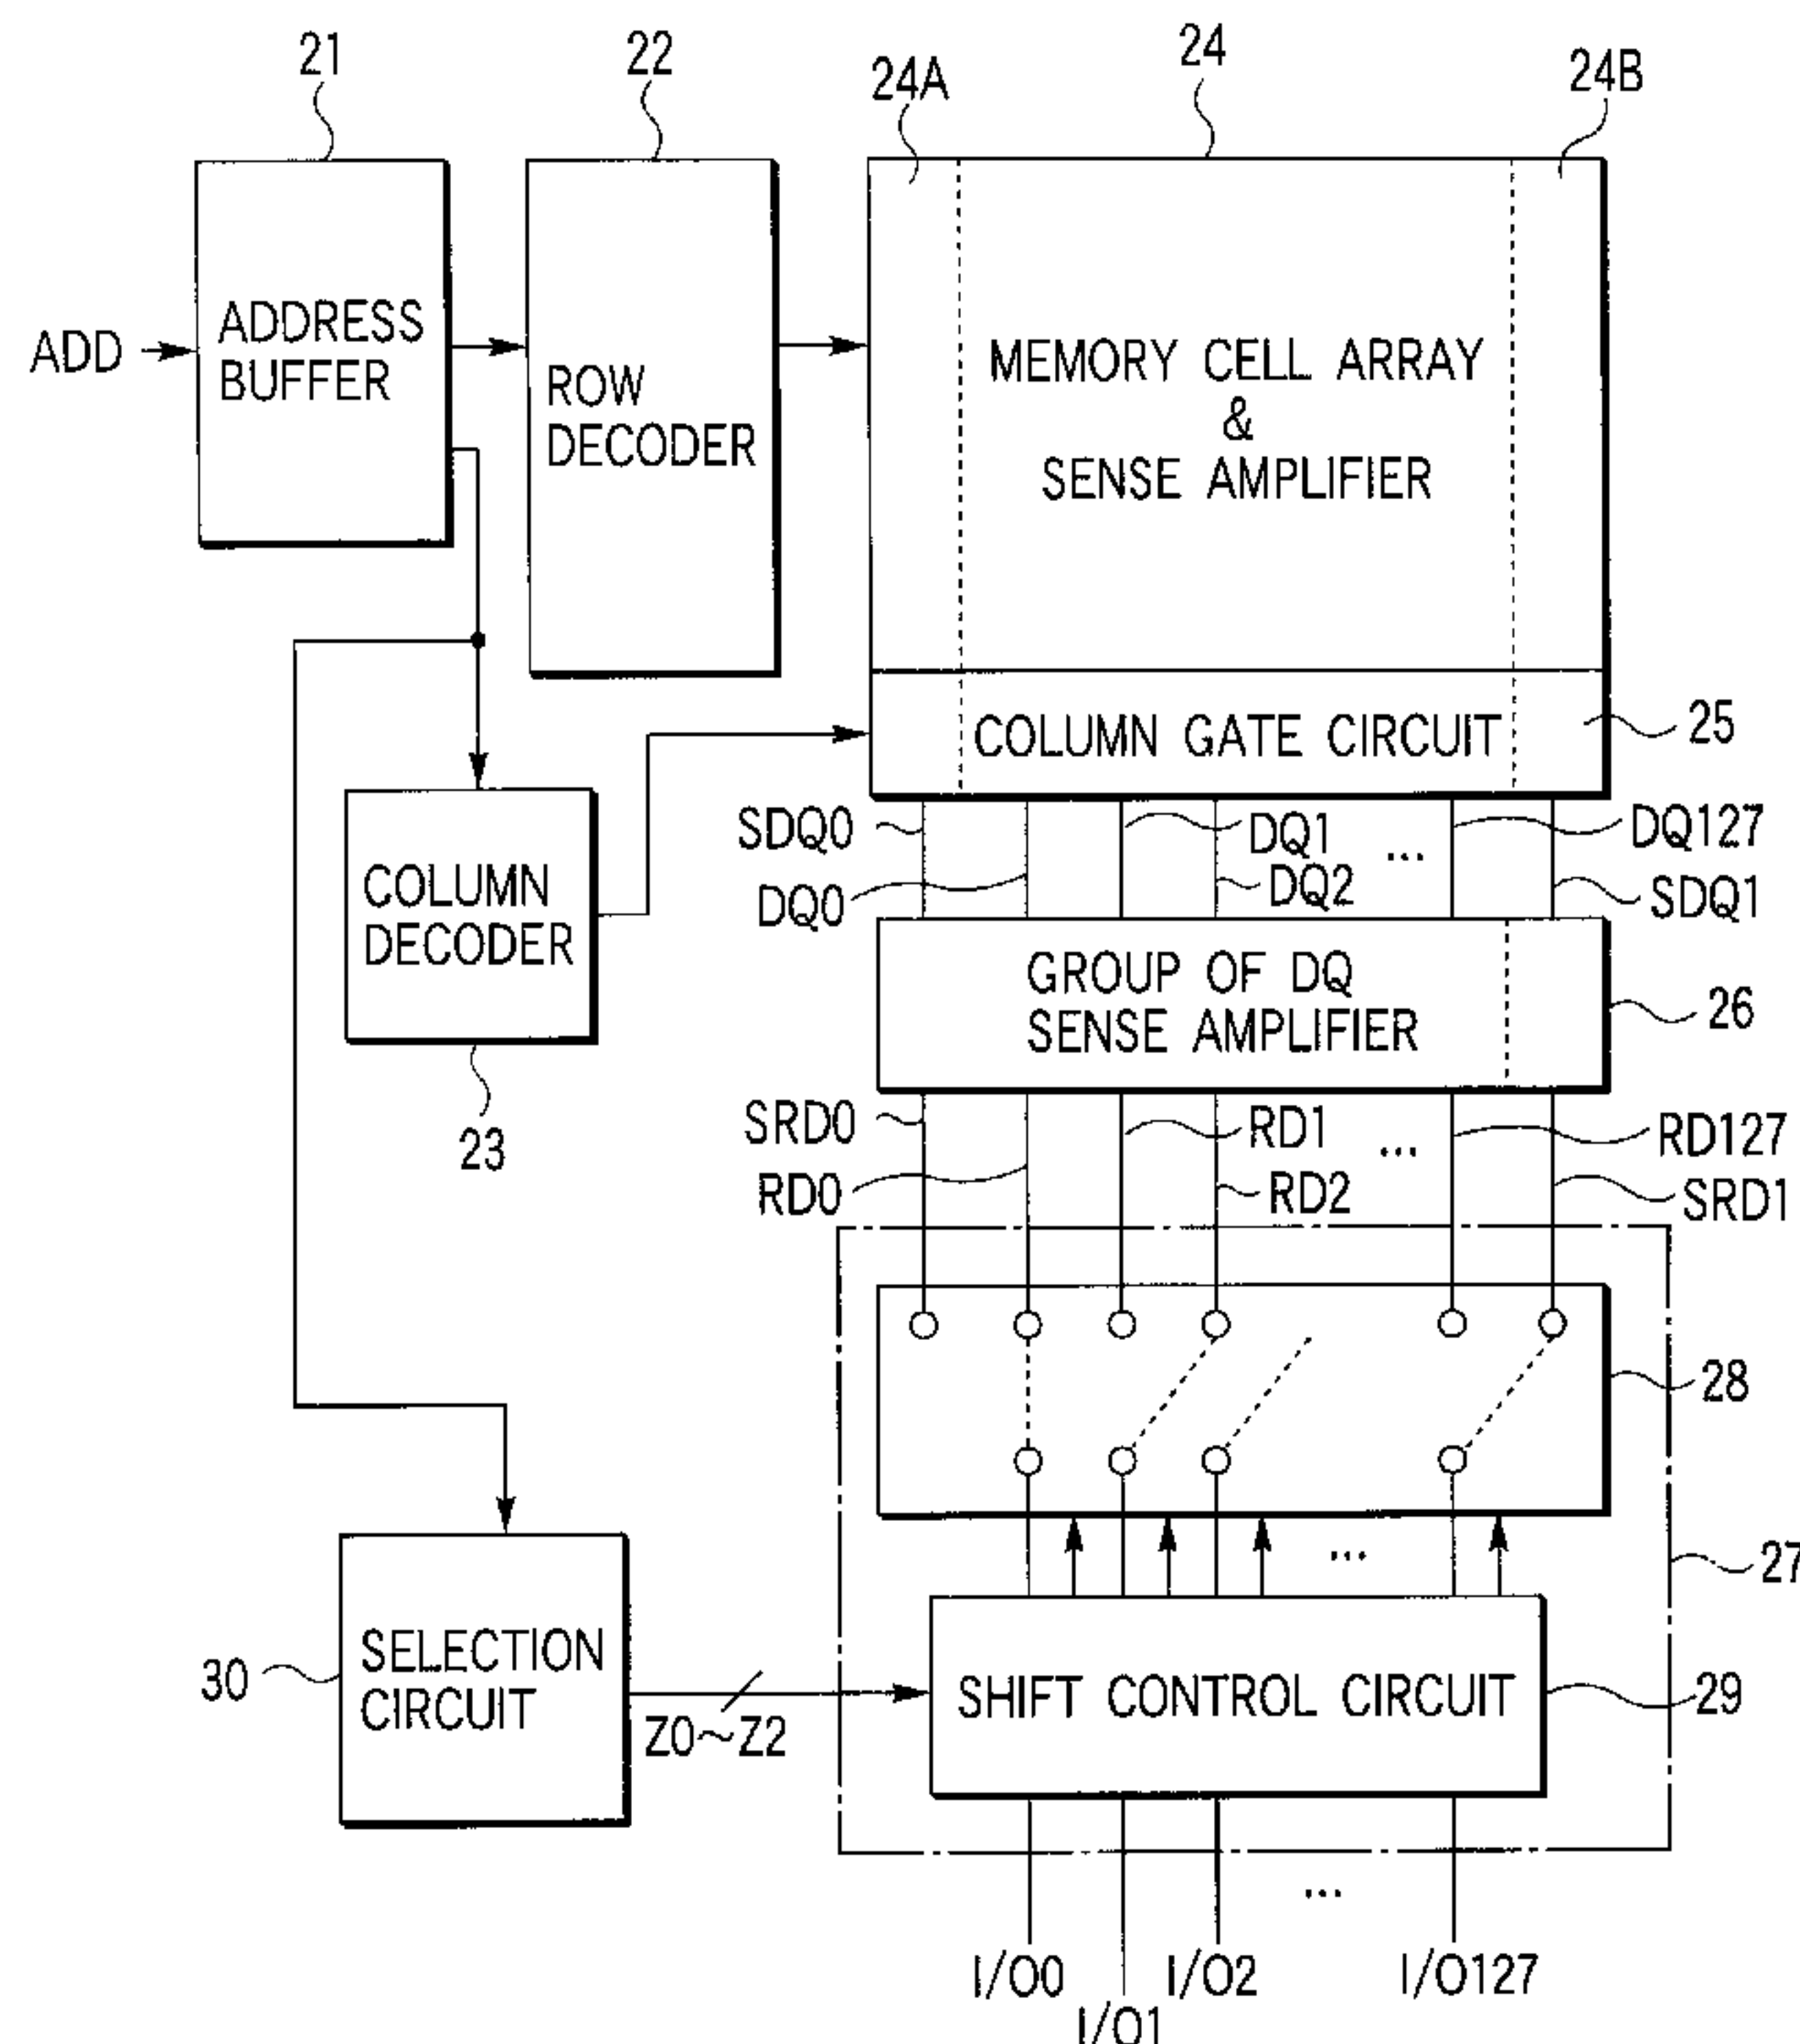 21
22
24A
24
24B
ADD
ADDRESS
BUFFER
ROW
DECODER
MEMORY CELL ARRAY
&
SENSE AMPLIFIER
COLUMN GATE CIRCUIT
25
COLUMN
DECODER
23
SDQ0
DQ0
DQ1
DQ2
...
DQ127
SDQ1
GROUP OF DQ
SENSE AMPLIFIER
26
SRD0
RD0
RD1
RD2
...
RD127
SRD1
28
...
27
30
SELECTION
CIRCUIT
Z0~Z2
SHIFT CONTROL CIRCUIT
29
...
I/O0
I/O1
I/O2
I/O127